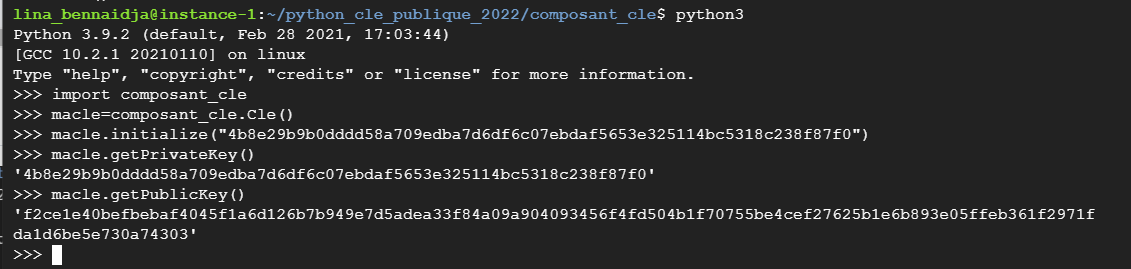 lina_bennaidja@instance-1:~/python_cle_publique_2022/composant_cle$ python3
Python 3.9.2 (default, Feb 28 2021, 17:03:44)
[GCC 10.2.1 20210110] on linux
Type "help", "copyright", "credits" or "license" for more information.
>>> import composant_cle
>>> macle=composant_cle.Cle()
>>> macle.initialize("4b8e29b9b0dddd58a709edba7d6df6c07ebdaf5653e325114bc5318c238f87f0")
>>> macle.getPrivateKey()
'4b8e29b9b0dddd58a709edba7d6df6c07ebdaf5653e325114bc5318c238f87f0'
>>> macle.getPublicKey()
'f2ce1e40befbebaf4045f1a6d126b7b949e7d5adea33f84a09a904093456f4fd504b1f70755be4cef27625b1e6b893e05ffeb361f2971f
da1d6be5e730a74303'
>>>